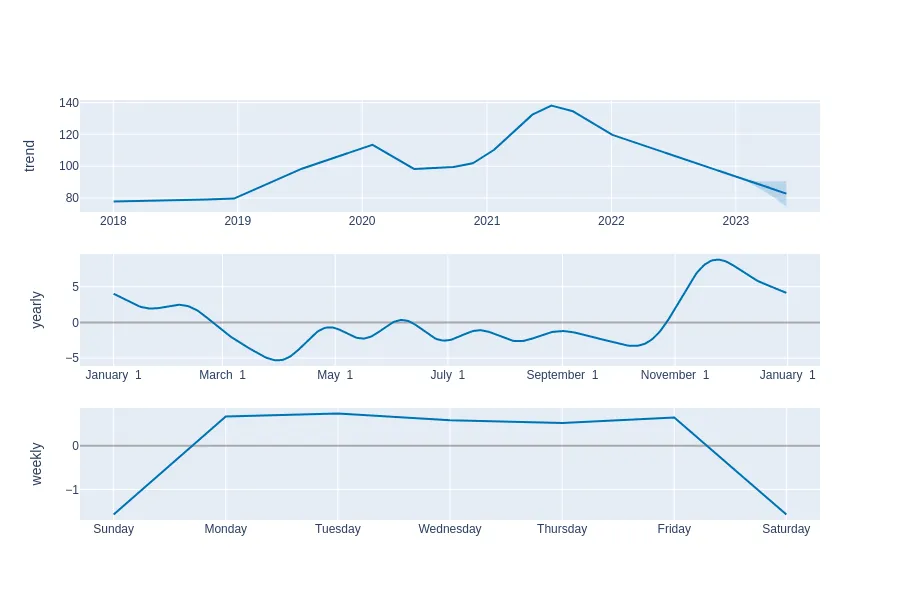 trend
140
120
100
80
2018 2019 2020 2021 2022 2023
yearly
5
0
−5
January 1 March 1 May 1 July 1 September 1 November 1 January 1
weekly
0
−1
Sunday Monday Tuesday Wednesday Thursday Friday Saturday